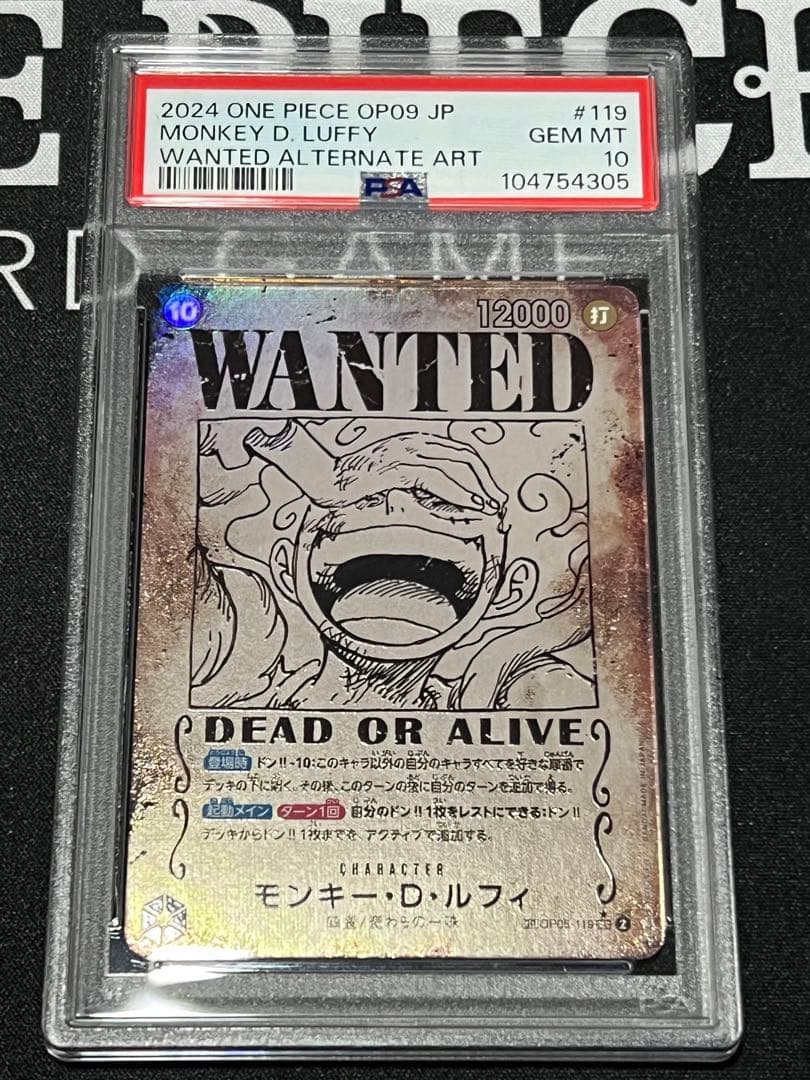 2024 ONE PIECE OP09 JP #119
MONKEY D. LUFFY GEM MT
WANTED ALTERNATE ART 10
PSA 104754305
GAME
10 12000 打
WANTED
DEAD OR ALIVE
登場時 ドン!!-10:このキャラ以外の自分のキャラすべてを好きな順番で
デッキの下に置く。その後、このターンの後に自分のターンを追加で得る。
起動メイン ターン1回 自分のドン!!1枚をレストにできる:ドン!!
デッキからドン!!1枚までを、アクティブで追加する。
CHARACTER
モンキー・D・ルフィ
四皇/麦わらの一味
OP05-119 2